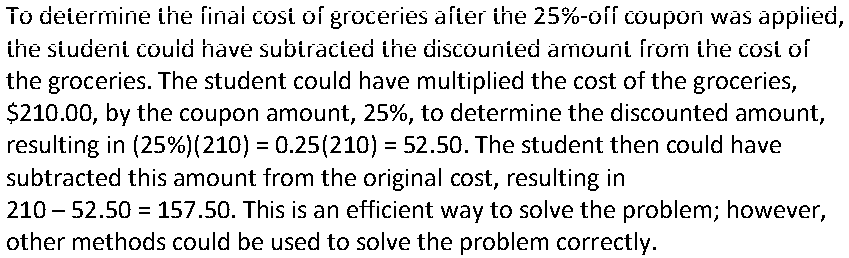 To determine the final cost of groceries after the 25%-off coupon was applied,
the student could have subtracted the discounted amount from the cost of
the groceries. The student could have multiplied the cost of the groceries,
$210.00, by the coupon amount, 25%, to determine the discounted amount,
resulting in (25%)(210) = 0.25(210) = 52.50. The student then could have
subtracted this amount from the original cost, resulting in
210 – 52.50 = 157.50. This is an efficient way to solve the problem; however,
other methods could be used to solve the problem correctly.